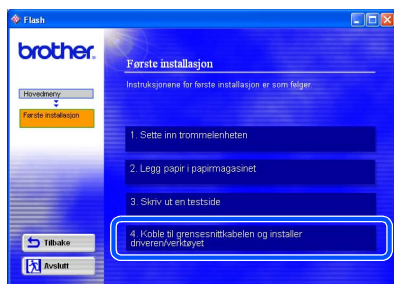 Flash
brother.
Første installasjon
Instruksjonene for første installasjon er som følger.
Hovedmeny
Første installasjon
1. Sette inn trommelenheten
2. Legg papir i papirmagasinet
3. Skriv ut en testside
4. Koble til grensesnittkabelen og installer
driveren/verktøyet
Tilbake
Avslutt